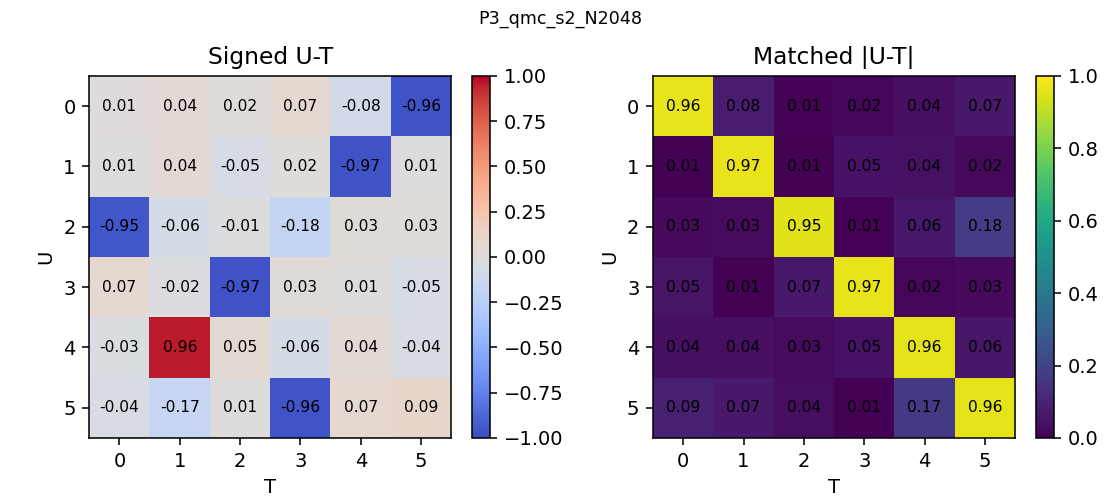 P3_qmc_s2_N2048
Signed U-T
Matched |U-T|
0 0.01 0.04 0.02 0.07 -0.08 -0.96
1 0.01 0.04 -0.05 0.02 -0.97 0.01
2 -0.95 -0.06 -0.01 -0.18 0.03 0.03
3 0.07 -0.02 -0.97 0.03 0.01 -0.05
4 -0.03 0.96 0.05 -0.06 0.04 -0.04
5 -0.04 -0.17 0.01 -0.96 0.07 0.09
0 1 2 3 4 5
U
T
1.00
0.75
0.50
0.25
0.00
−0.25
−0.50
−0.75
−1.00
0 0.96 0.08 0.01 0.02 0.04 0.07
1 0.01 0.97 0.01 0.05 0.04 0.02
2 0.03 0.03 0.95 0.01 0.06 0.18
3 0.05 0.01 0.07 0.97 0.02 0.03
4 0.04 0.04 0.03 0.05 0.96 0.06
5 0.09 0.07 0.04 0.01 0.17 0.96
0 1 2 3 4 5
U
T
1.0
0.8
0.6
0.4
0.2
0.0